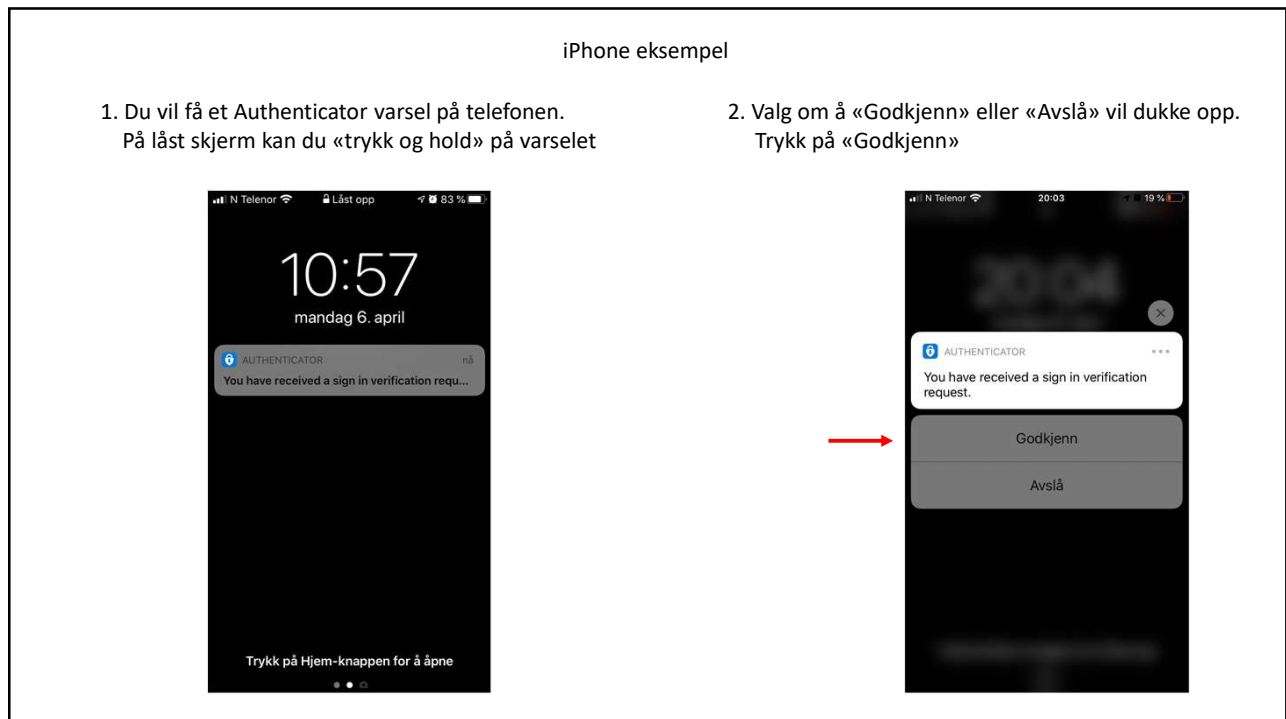 iPhone eksempel
1. Du vil få et Authenticator varsel på telefonen.
På låst skjerm kan du «trykk og hold» på varselet
2. Valg om å «Godkjenn» eller «Avslå» vil dukke opp.
Trykk på «Godkjenn»
N Telenor Låst opp 83 %
10:57
mandag 6. april
AUTHENTICATOR nå
You have received a sign in verification requ...
Trykk på Hjem-knappen for å åpne
N Telenor 20:03 19 %
20:04
AUTHENTICATOR
You have received a sign in verification
request.
Godkjenn
Avslå